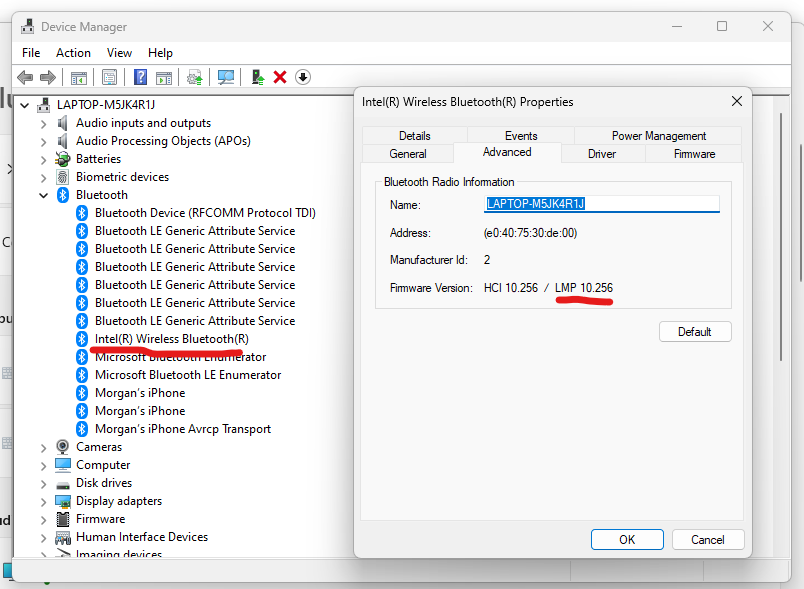 Device Manager
File Action View Help
LAPTOP-M5JK4R1J
Audio inputs and outputs
Audio Processing Objects (APOs)
Batteries
Biometric devices
Bluetooth
Bluetooth Device (RFCOMM Protocol TDI)
Bluetooth LE Generic Attribute Service
Bluetooth LE Generic Attribute Service
Bluetooth LE Generic Attribute Service
Bluetooth LE Generic Attribute Service
Bluetooth LE Generic Attribute Service
Bluetooth LE Generic Attribute Service
Intel(R) Wireless Bluetooth(R)
Microsoft Bluetooth Enumerator
Microsoft Bluetooth LE Enumerator
Morgan's iPhone
Morgan's iPhone
Morgan's iPhone Avrcp Transport
Cameras
Computer
Disk drives
Display adapters
Firmware
Human Interface Devices
Imaging devices
Intel(R) Wireless Bluetooth(R) Properties
Details Events Power Management
General Advanced Driver Firmware
Bluetooth Radio Information
Name: LAPTOP-M5JK4R1J
Address: (e0:40:75:30:de:00)
Manufacturer Id: 2
Firmware Version: HCI 10.256 / LMP 10.256
Default
OK Cancel